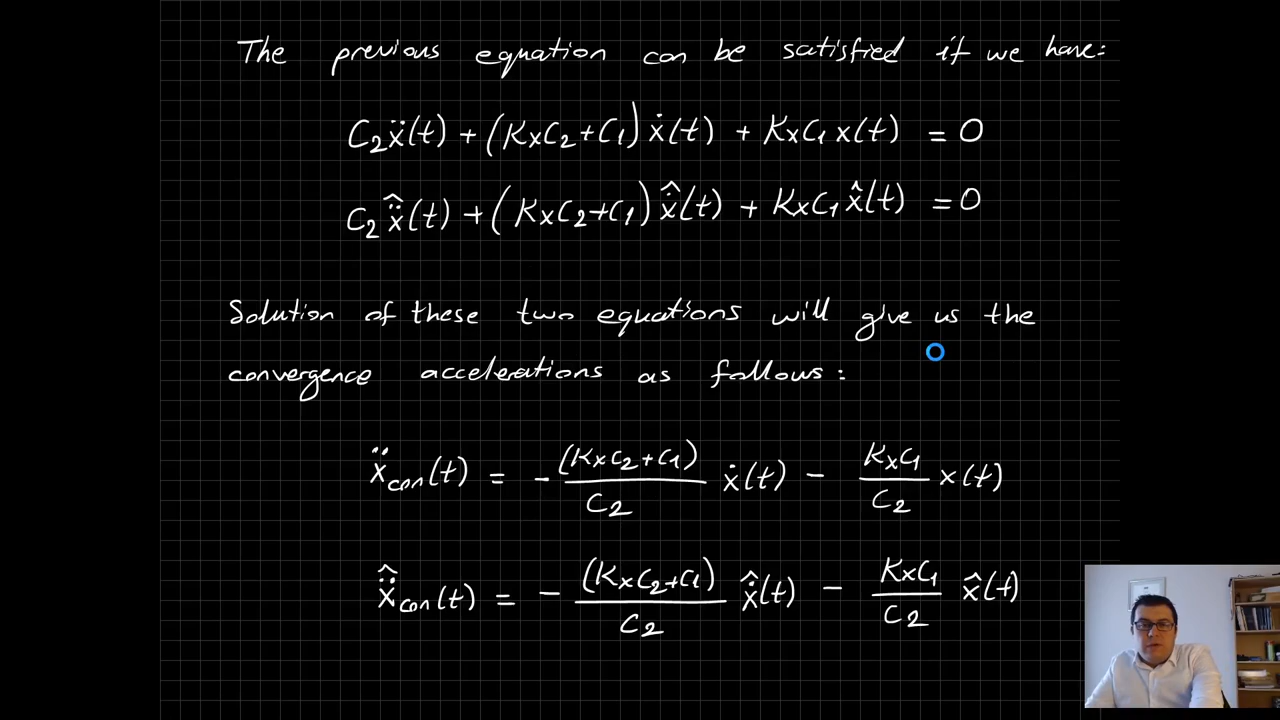 The previous equation can be satisfied if we have:
C₂ẍ(t) + (KxC₂+C₁)ẋ(t) + KxC₁x(t) = 0
C₂x̂̈(t) + (KxC₂+C₁)x̂̇(t) + KxC₁x̂(t) = 0
Solution of these two equations will give us the
convergence accelerations as follows:
ẍcon(t) = -(KxC₂+C₁)/C₂ ẋ(t) - KxC₁/C₂ x(t)
x̂̈con(t) = -(KxC₂+C₁)/C₂ x̂̇(t) - KxC₁/C₂ x̂(t)